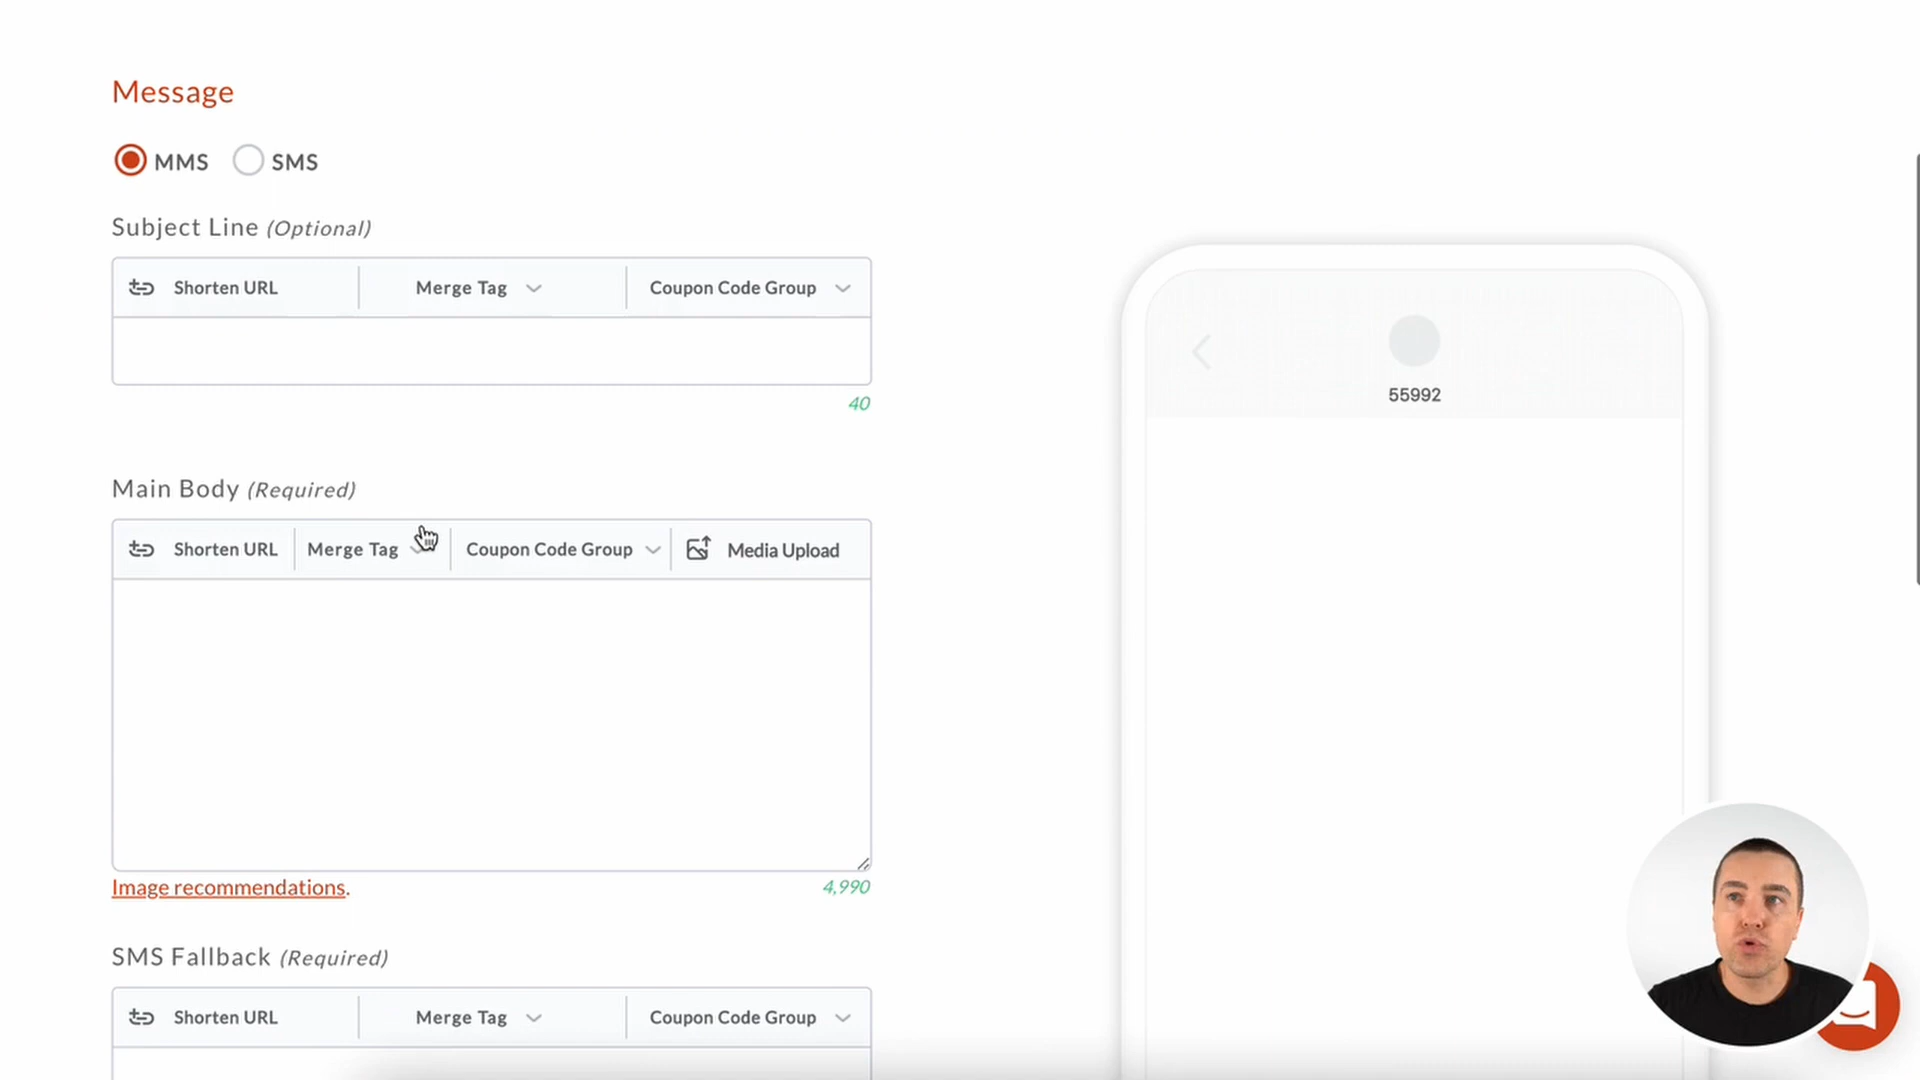 Message
MMS SMS
Subject Line (Optional)
Shorten URL Merge Tag Coupon Code Group
40
55992
Main Body (Required)
Shorten URL Merge Tag Coupon Code Group Media Upload
Image recommendations.
4,990
SMS Fallback (Required)
Shorten URL Merge Tag Coupon Code Group